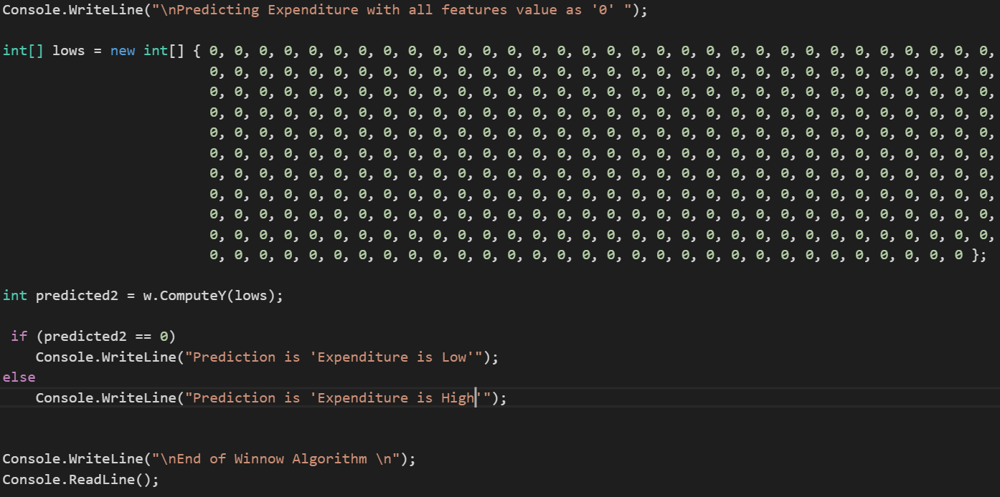 Console.WriteLine("\nPredicting Expenditure with all features value as '0' ");
int[] lows = new int[] { 0, 0, 0, 0, 0, 0, 0, 0, 0, 0, 0, 0, 0, 0, 0, 0, 0, 0, 0, 0, 0, 0, 0, 0, 0, 0, 0, 0, 0, 0, 0, 0,
0, 0, 0, 0, 0, 0, 0, 0, 0, 0, 0, 0, 0, 0, 0, 0, 0, 0, 0, 0, 0, 0, 0, 0, 0, 0, 0, 0, 0, 0, 0, 0,
0, 0, 0, 0, 0, 0, 0, 0, 0, 0, 0, 0, 0, 0, 0, 0, 0, 0, 0, 0, 0, 0, 0, 0, 0, 0, 0, 0, 0, 0, 0, 0,
0, 0, 0, 0, 0, 0, 0, 0, 0, 0, 0, 0, 0, 0, 0, 0, 0, 0, 0, 0, 0, 0, 0, 0, 0, 0, 0, 0, 0, 0, 0, 0,
0, 0, 0, 0, 0, 0, 0, 0, 0, 0, 0, 0, 0, 0, 0, 0, 0, 0, 0, 0, 0, 0, 0, 0, 0, 0, 0, 0, 0, 0, 0, 0,
0, 0, 0, 0, 0, 0, 0, 0, 0, 0, 0, 0, 0, 0, 0, 0, 0, 0, 0, 0, 0, 0, 0, 0, 0, 0, 0, 0, 0, 0, 0, 0,
0, 0, 0, 0, 0, 0, 0, 0, 0, 0, 0, 0, 0, 0, 0, 0, 0, 0, 0, 0, 0, 0, 0, 0, 0, 0, 0, 0, 0, 0, 0, 0,
0, 0, 0, 0, 0, 0, 0, 0, 0, 0, 0, 0, 0, 0, 0, 0, 0, 0, 0, 0, 0, 0, 0, 0, 0, 0, 0, 0, 0, 0, 0, 0,
0, 0, 0, 0, 0, 0, 0, 0, 0, 0, 0, 0, 0, 0, 0, 0, 0, 0, 0, 0, 0, 0, 0, 0, 0, 0, 0, 0, 0, 0, 0, 0,
0, 0, 0, 0, 0, 0, 0, 0, 0, 0, 0, 0, 0, 0, 0, 0, 0, 0, 0, 0, 0, 0, 0, 0, 0, 0, 0, 0, 0, 0, 0, 0,
0, 0, 0, 0, 0, 0, 0, 0, 0, 0, 0, 0, 0, 0, 0, 0, 0, 0, 0, 0, 0, 0, 0, 0, 0, 0, 0, 0, 0, 0, 0 };
int predicted2 = w.ComputeY(lows);
if (predicted2 == 0)
Console.WriteLine("Prediction is 'Expenditure is Low'");
else
Console.WriteLine("Prediction is 'Expenditure is High'");
Console.WriteLine("\nEnd of Winnow Algorithm \n");
Console.ReadLine();